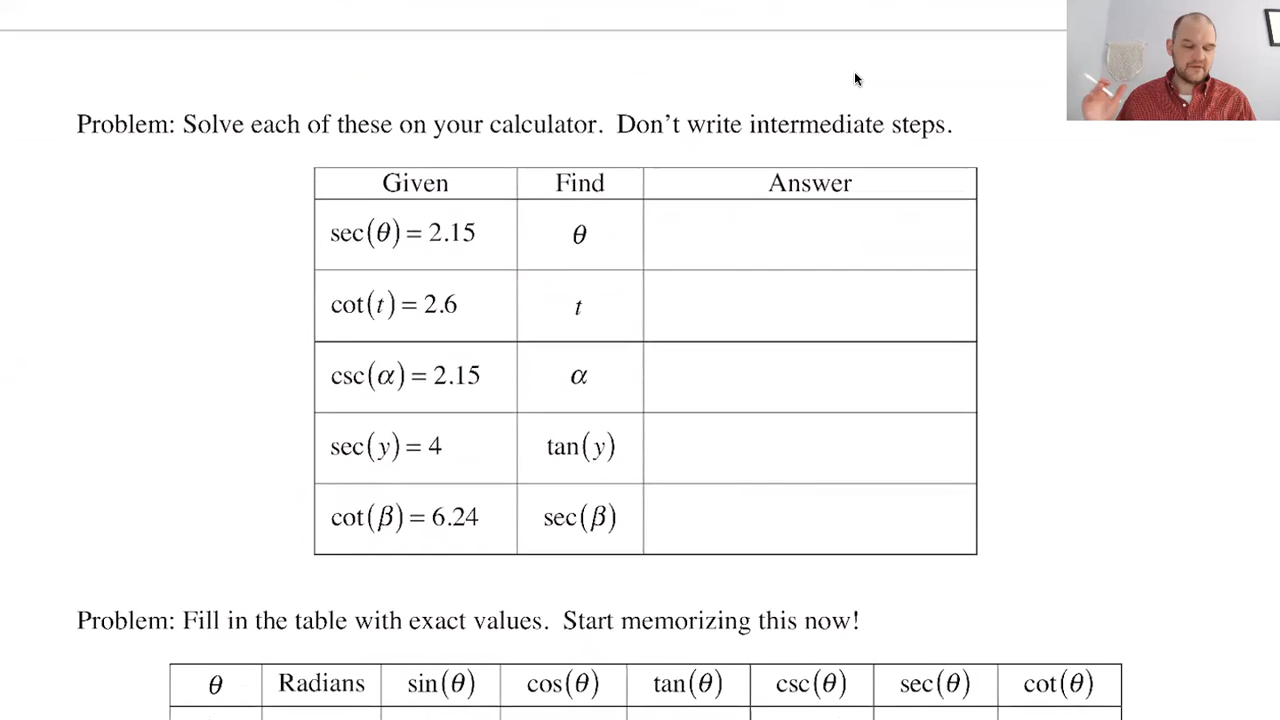 Problem: Solve each of these on your calculator. Don't write intermediate steps.
Given Find Answer
sec(θ) = 2.15 θ
cot(t) = 2.6 t
csc(α) = 2.15 α
sec(y) = 4 tan(y)
cot(β) = 6.24 sec(β)
Problem: Fill in the table with exact values. Start memorizing this now!
θ Radians sin(θ) cos(θ) tan(θ) csc(θ) sec(θ) cot(θ)